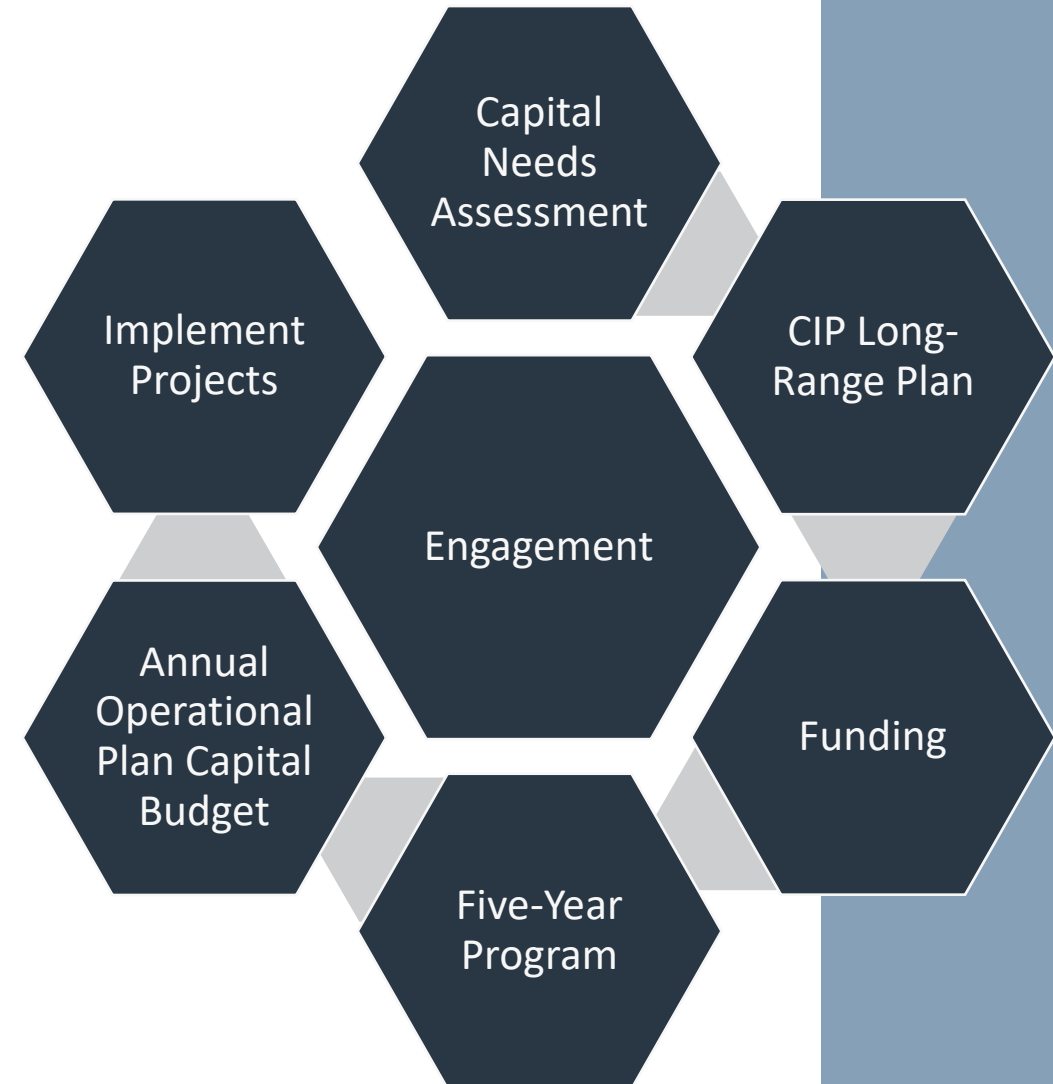 Capital
Needs
Assessment
CIP Long-
Range Plan
Funding
Five-Year
Program
Annual
Operational
Plan Capital
Budget
Implement
Projects
Engagement